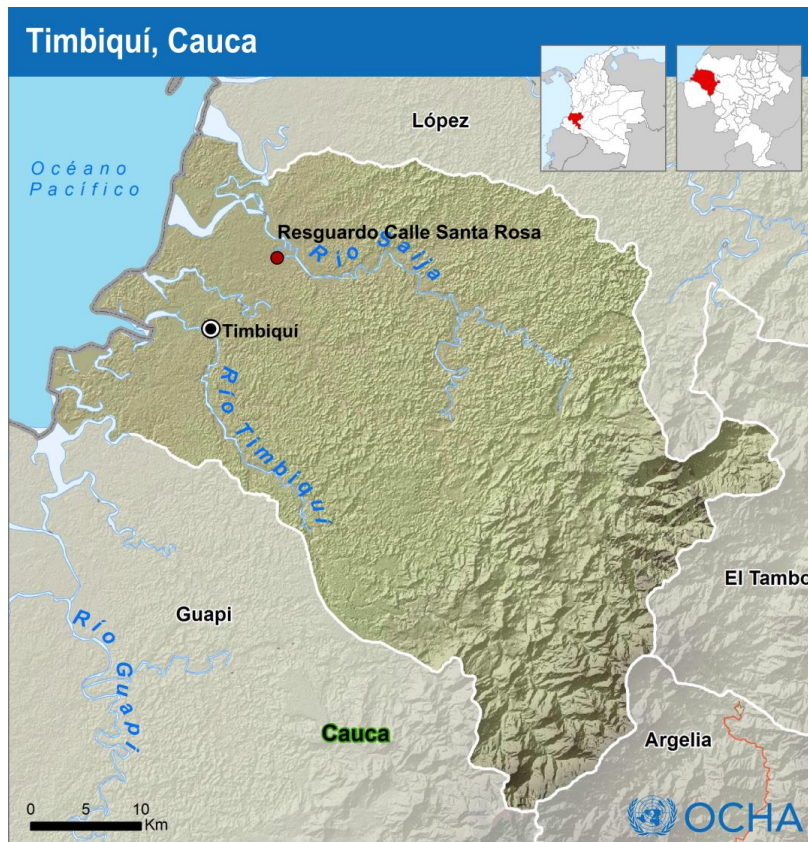 Timbiquí, Cauca
Océano
Pacífico
López
Resguardo Calle Santa Rosa
Río Saija
Timbiquí
Río Timbiquí
El Tambo
Guapi
Río Guapi
Cauca
Argelia
0 5 10
Km
OCHA